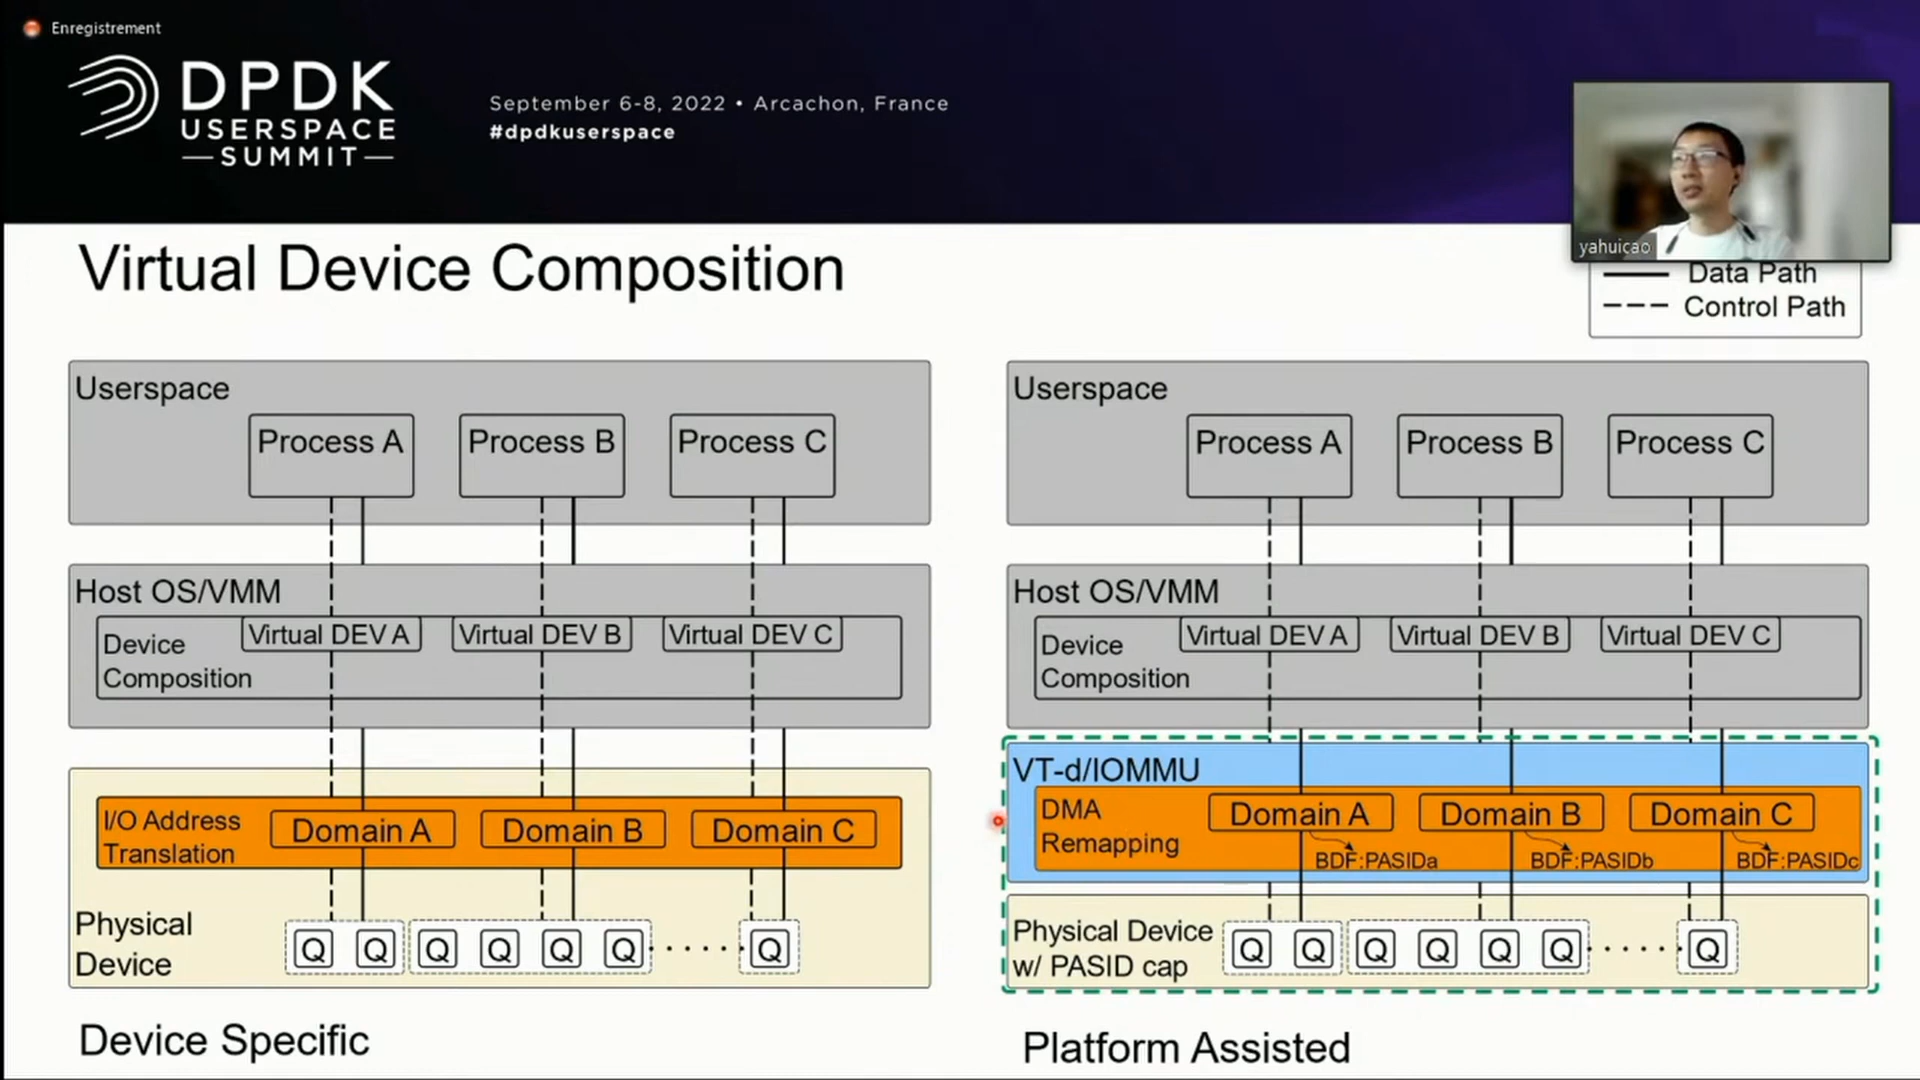 Enregistrement
DPDK
USERSPACE
SUMMIT
September 6-8, 2022 • Arcachon, France
#dpdkuserspace
yahuicao
Virtual Device Composition
Data Path
Control Path
Userspace
Process A
Process B
Process C
Host OS/VMM
Device
Composition
Virtual DEV A
Virtual DEV B
Virtual DEV C
I/O Address
Translation
Domain A
Domain B
Domain C
Physical
Device
Q Q Q Q Q Q ...... Q
Device Specific
Userspace
Process A
Process B
Process C
Host OS/VMM
Device
Composition
Virtual DEV A
Virtual DEV B
Virtual DEV C
VT-d/IOMMU
DMA
Remapping
Domain A
Domain B
Domain C
BDF:PASIDa
BDF:PASIDb
BDF:PASIDc
Physical Device
w/ PASID cap
Q Q Q Q Q Q ...... Q
Platform Assisted